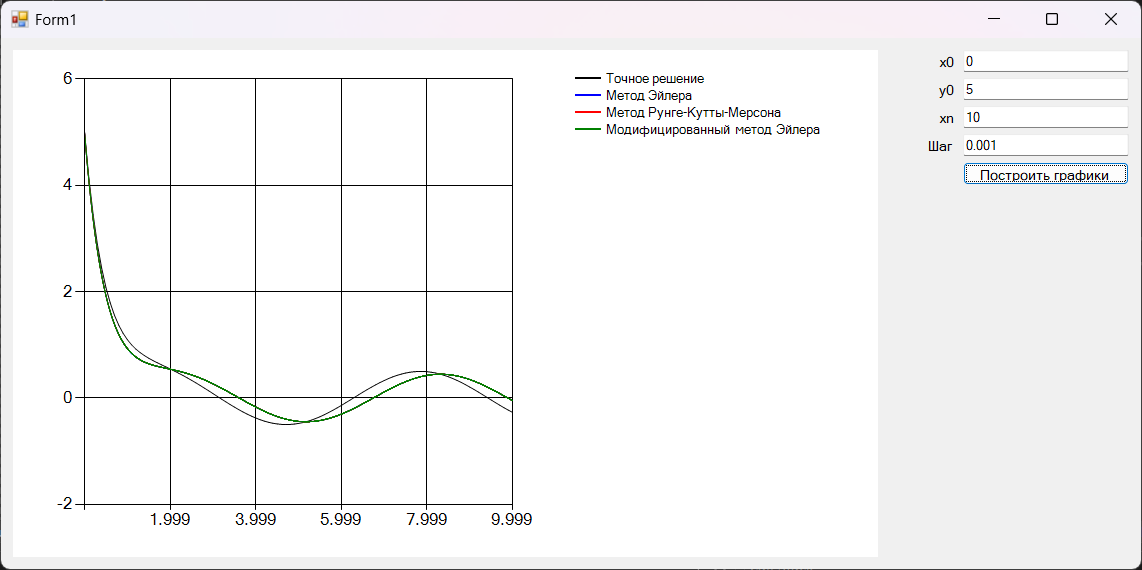 Form1
6
4
2
0
-2
1.999 3.999 5.999 7.999 9.999
Точное решение
Метод Эйлера
Метод Рунге-Кутты-Мерсона
Модифицированный метод Эйлера
x0 0
y0 5
xn 10
Шаг 0.001
Построить графики